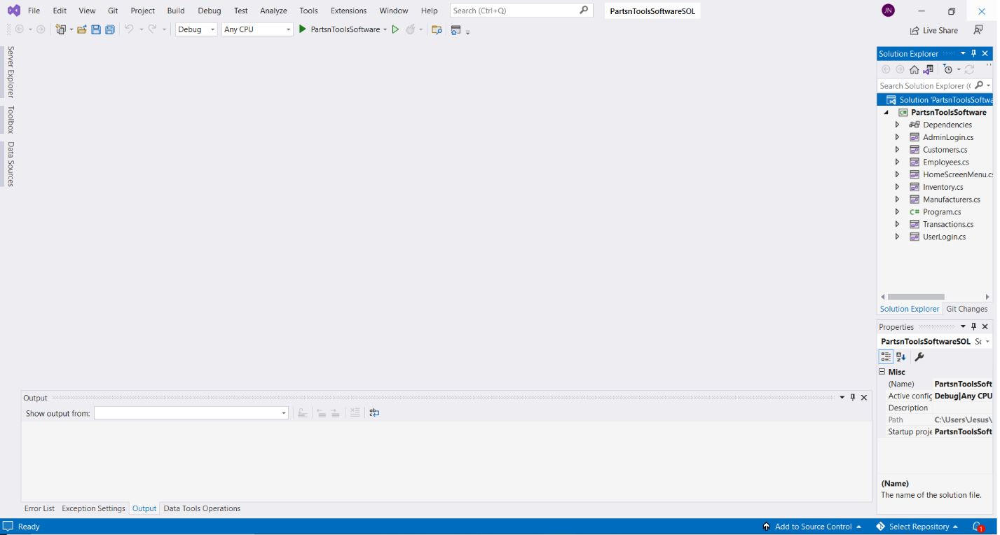 File Edit View Git Project Build Debug Test Analyze Tools Extensions Window Help Search (Ctrl+Q) PartsnToolsSoftwareSOL JN
Debug Any CPU PartsnToolsSoftware Live Share
Server Explorer
Toolbox
Data Sources
Solution Explorer
Search Solution Explorer (C
Solution 'PartsnToolsSoftwa
PartsnToolsSoftware
Dependencies
AdminLogin.cs
Customers.cs
Employees.cs
HomeScreenMenu.cs
Inventory.cs
Manufacturers.cs
C# Program.cs
Transactions.cs
UserLogin.cs
Solution Explorer Git Changes
Properties
PartsnToolsSoftwareSOL So
Misc
(Name) PartsnToolsSoft
Active config Debug|Any CPU
Description
Path C:\Users\Jesus\
Startup proje PartsnToolsSoft
(Name)
The name of the solution file.
Output
Show output from:
Error List Exception Settings Output Data Tools Operations
Ready Add to Source Control Select Repository 1